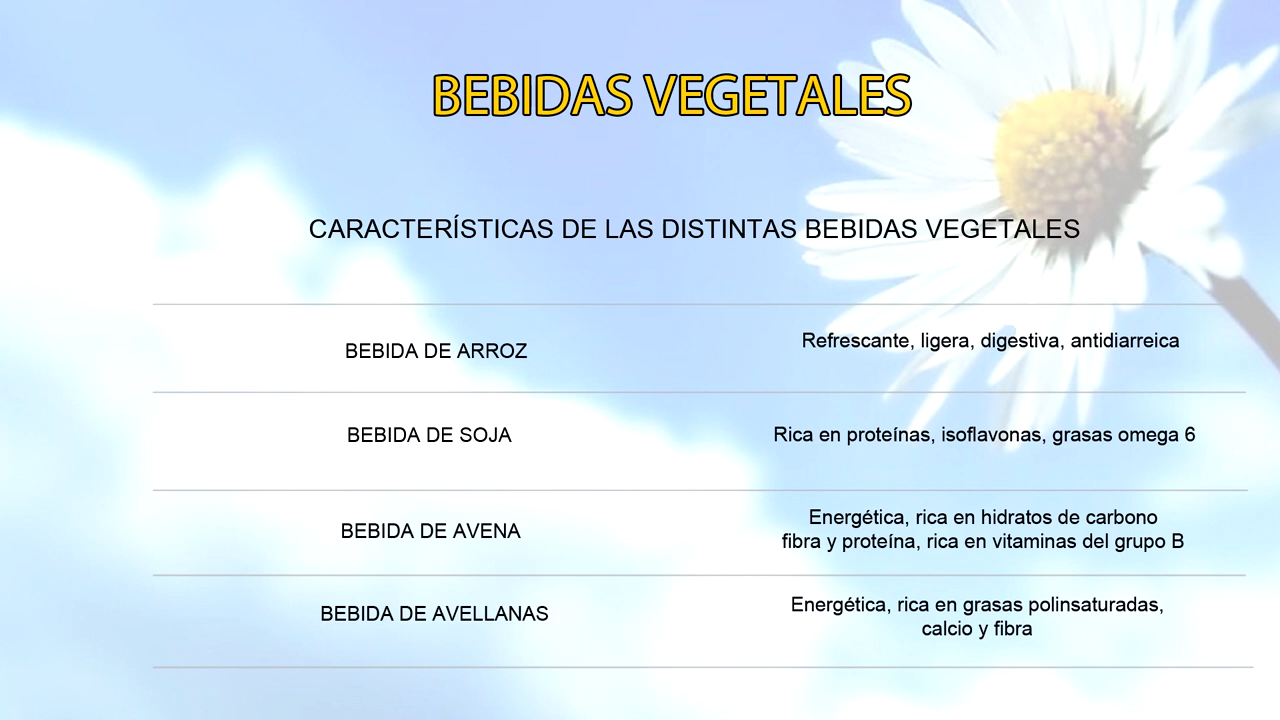 BEBIDAS VEGETALES
CARACTERÍSTICAS DE LAS DISTINTAS BEBIDAS VEGETALES
BEBIDA DE ARROZ
Refrescante, ligera, digestiva, antidiarreica
BEBIDA DE SOJA
Rica en proteínas, isoflavonas, grasas omega 6
BEBIDA DE AVENA
Energética, rica en hidratos de carbono
fibra y proteína, rica en vitaminas del grupo B
BEBIDA DE AVELLANAS
Energética, rica en grasas polinsaturadas,
calcio y fibra